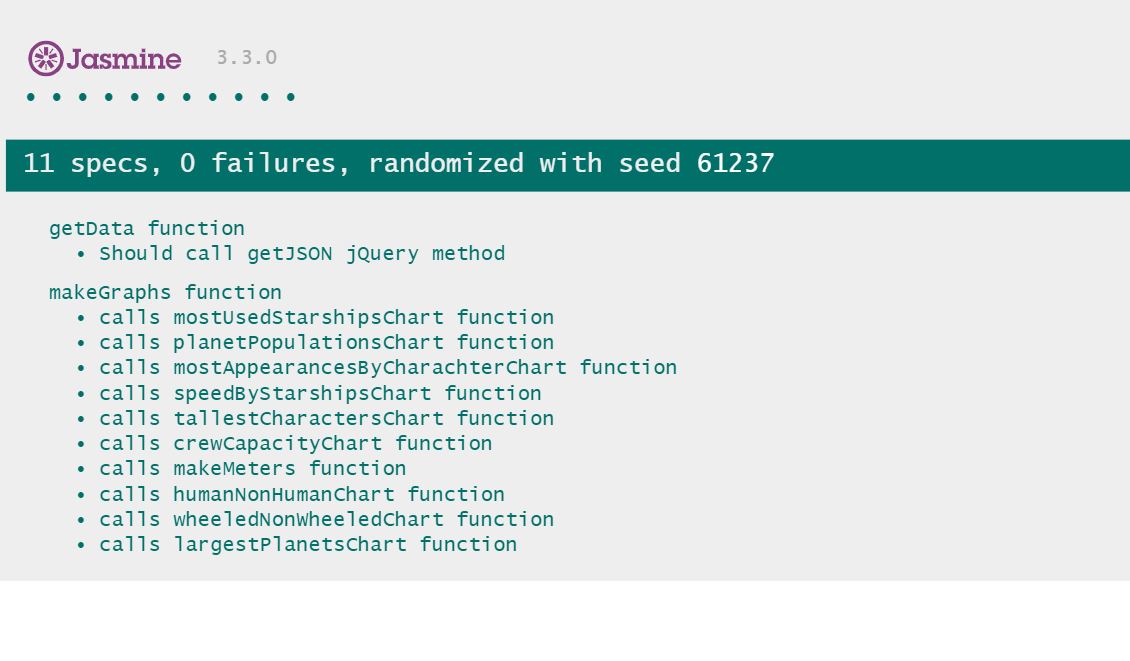 Jasmine 3.3.0
• • • • • • • • • • •
11 specs, 0 failures, randomized with seed 61237
getData function
• Should call getJSON jQuery method
makeGraphs function
• calls mostUsedStarshipsChart function
• calls planetPopulationsChart function
• calls mostAppearancesByCharachterChart function
• calls speedByStarshipsChart function
• calls tallestCharactersChart function
• calls crewCapacityChart function
• calls makeMeters function
• calls humanNonHumanChart function
• calls wheeledNonWheeledChart function
• calls largestPlanetsChart function